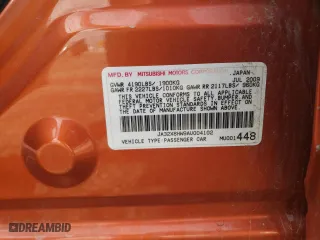 MFD. BY MITSUBISHI MOTORS CORPORATION JAPAN
JUL 2009
GVWR 4190LBS/ 1900KG
GAWR FR 2227LBS/1010KG GAWR RR 2117LBS/ 960KG
THIS VEHICLE CONFORMS TO ALL APPLICABLE
FEDERAL MOTOR VEHICLE SAFETY, BUMPER AND
THEFT PREVENTION STANDARDS IN EFFECT ON THE
DATE OF MANUFACTURE SHOWN ABOVE
JA32X8HW8AU004102
VEHICLE TYPE PASSENGER CAR MU001448
DREAMBID